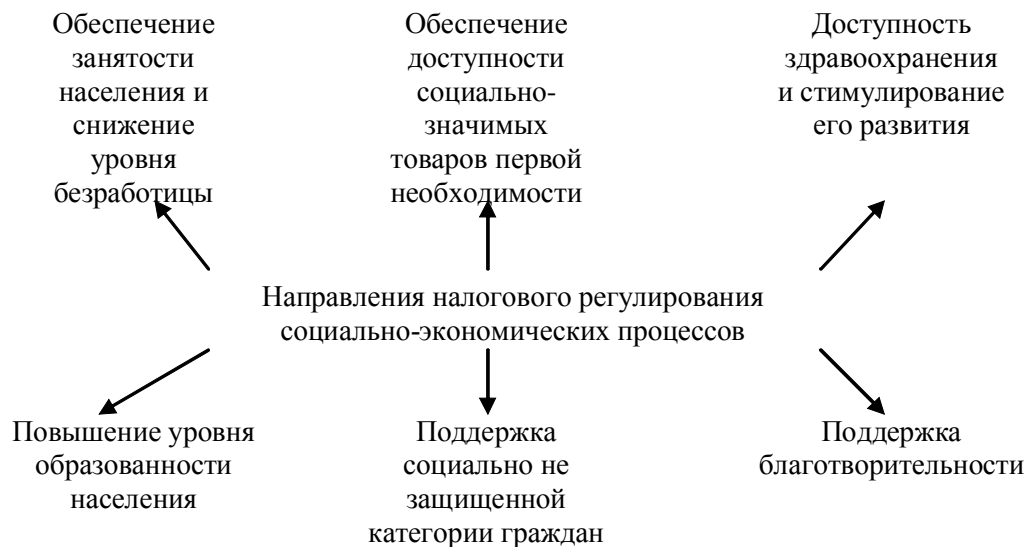 Обеспечение
занятости
населения и
снижение
уровня
безработицы
Обеспечение
доступности
социально-
значимых
товаров первой
необходимости
Доступность
здравоохранения
и стимулирование
его развития
Направления налогового регулирования
социально-экономических процессов
Повышение уровня
образованности
населения
Поддержка
социально не
защищенной
категории граждан
Поддержка
благотворительности